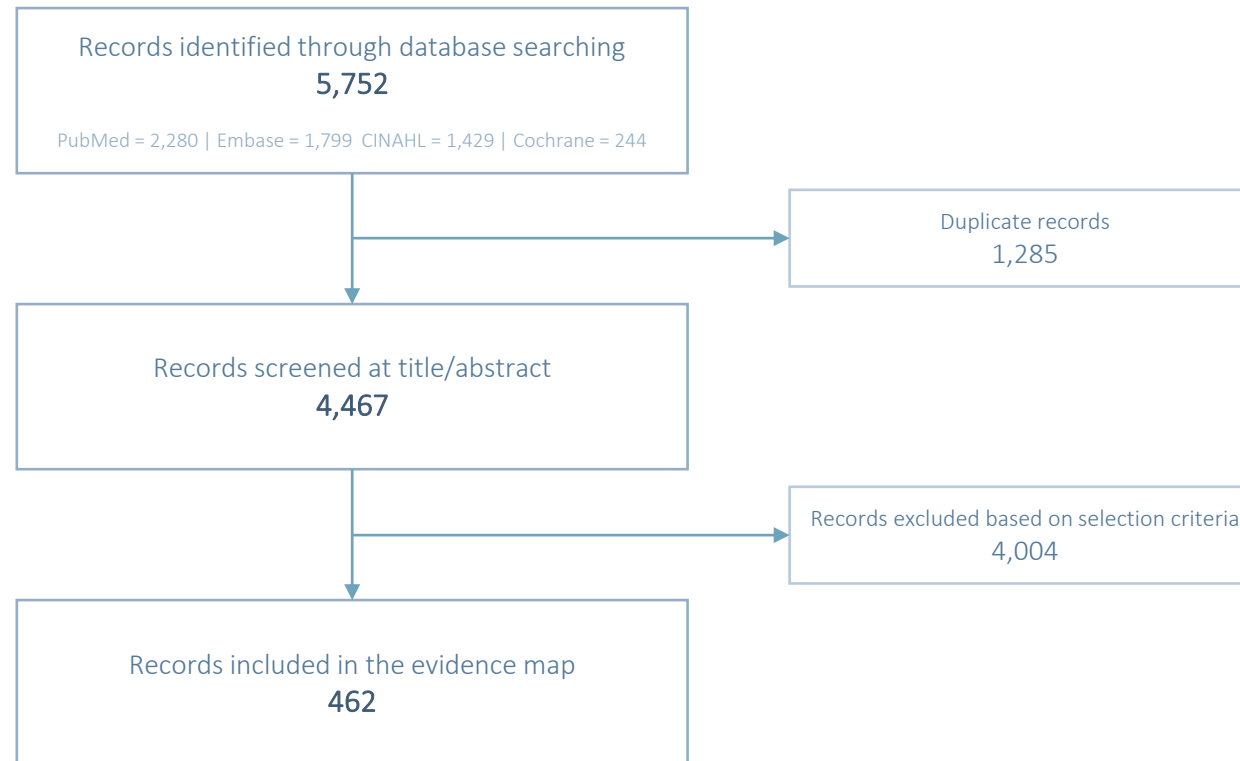 Records identified through database searching
5,752
PubMed = 2,280 | Embase = 1,799  CINAHL = 1,429 | Cochrane = 244
Duplicate records
1,285
Records screened at title/abstract
4,467
Records excluded based on selection criteria
4,004
Records included in the evidence map
462